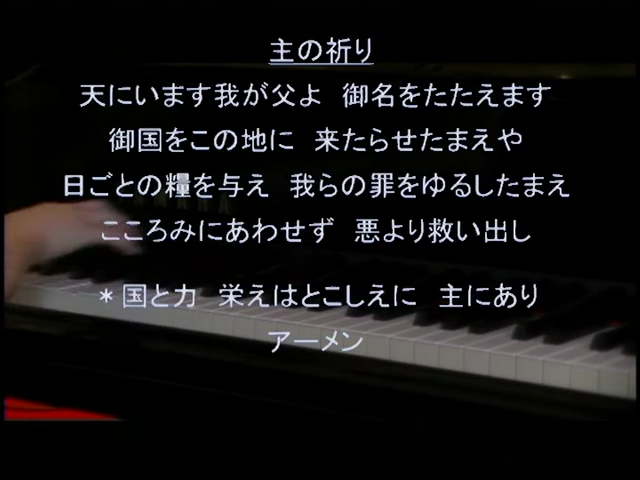 主の祈り
天にいます我が父よ 御名をたたえます
御国をこの地に 来たらせたまえや
日ごとの糧を与え 我らの罪をゆるしたまえ
こころみにあわせず 悪より救い出し
＊国と力 栄えはとこしえに 主にあり
アーメン